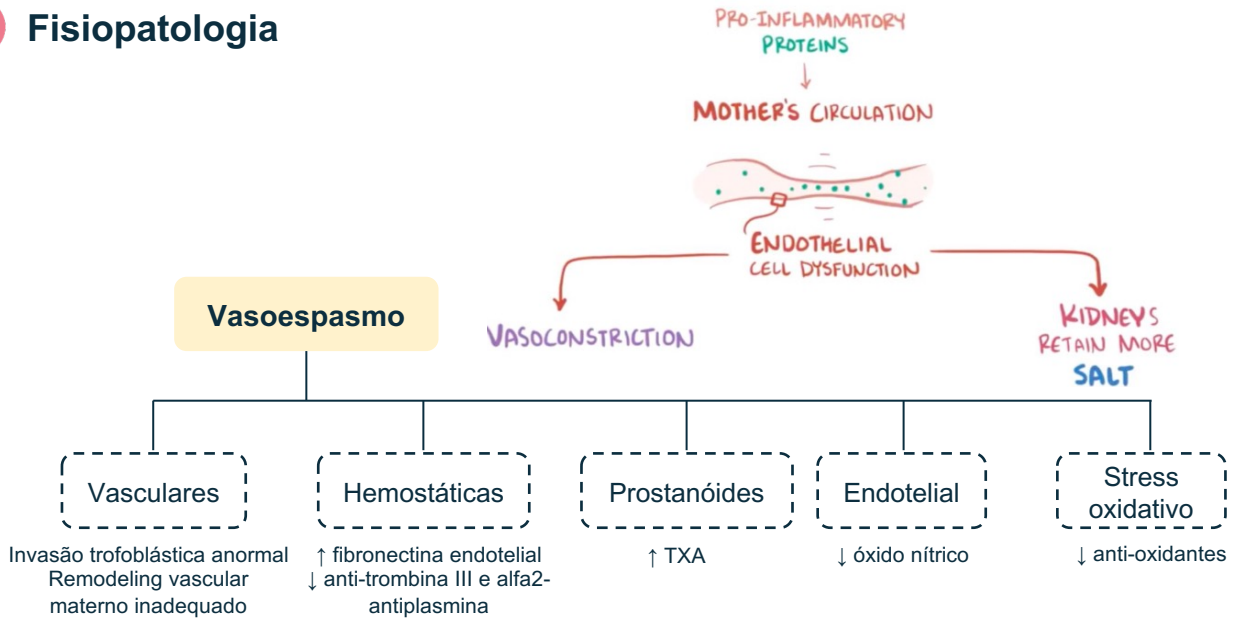 Fisiopatologia
PRO-INFLAMMATORY
PROTEINS
MOTHER'S CIRCULATION
ENDOTHELIAL
CELL DYSFUNCTION
VASOCONSTRICTION
KIDNEYS
RETAIN MORE
SALT
Vasoespasmo
Vasculares
Invasão trofoblástica anormal
Remodeling vascular
materno inadequado
Hemostáticas
↑ fibronectina endotelial
↓ anti-trombina III e alfa2-
antiplasmina
Prostanóides
↑ TXA
Endotelial
↓ óxido nítrico
Stress
oxidativo
↓ anti-oxidantes